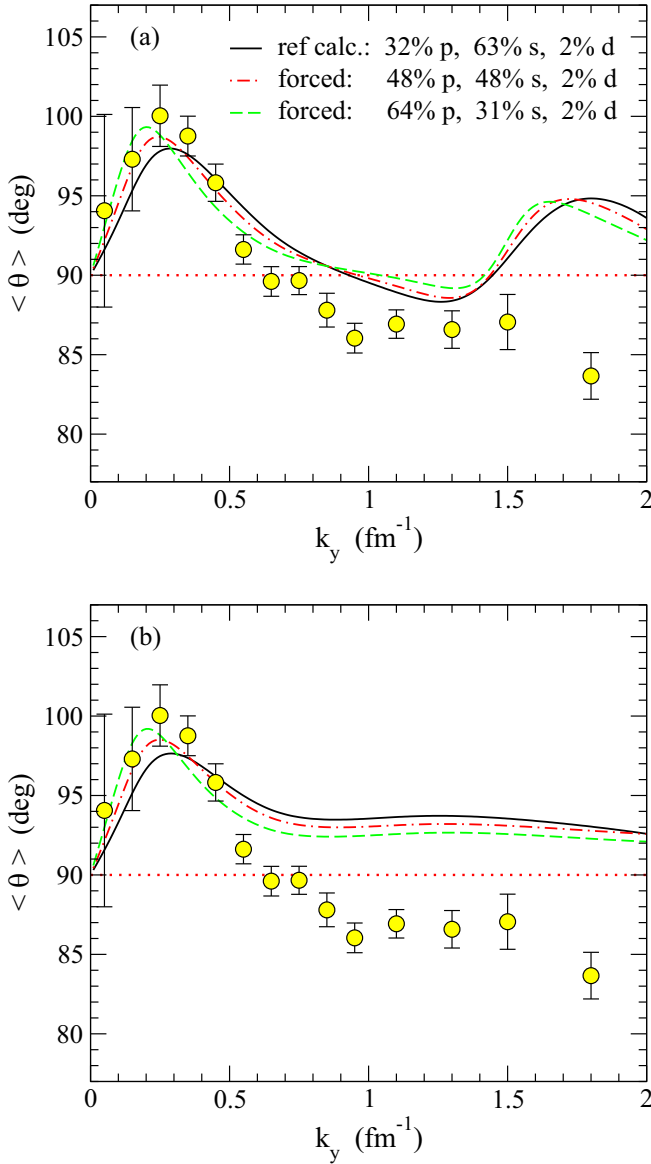 (a)
ref calc.: 32% p, 63% s, 2% d
forced: 48% p, 48% s, 2% d
forced: 64% p, 31% s, 2% d
105
100
95
90
85
80
< θ > (deg)
0 0.5 1 1.5 2
k_y (fm⁻¹)
(b)
105
100
95
90
85
80
< θ > (deg)
0 0.5 1 1.5 2
k_y (fm⁻¹)